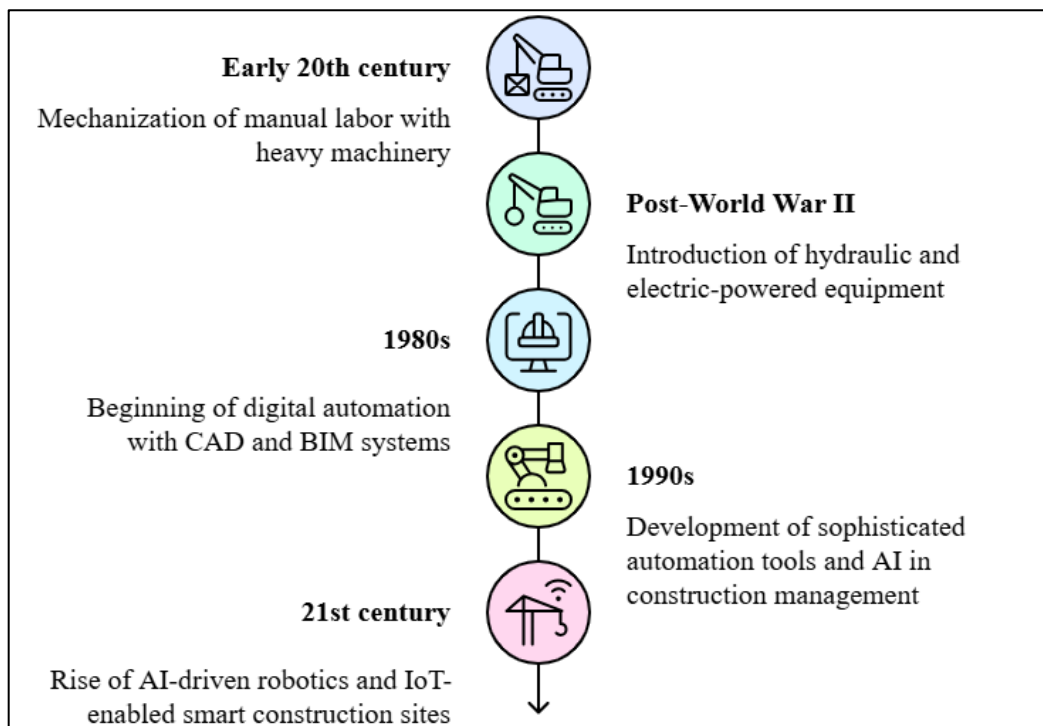 Early 20th century
Mechanization of manual labor with
heavy machinery
Post-World War II
Introduction of hydraulic and
electric-powered equipment
1980s
Beginning of digital automation
with CAD and BIM systems
1990s
Development of sophisticated
automation tools and AI in
construction management
21st century
Rise of AI-driven robotics and IoT-
enabled smart construction sites